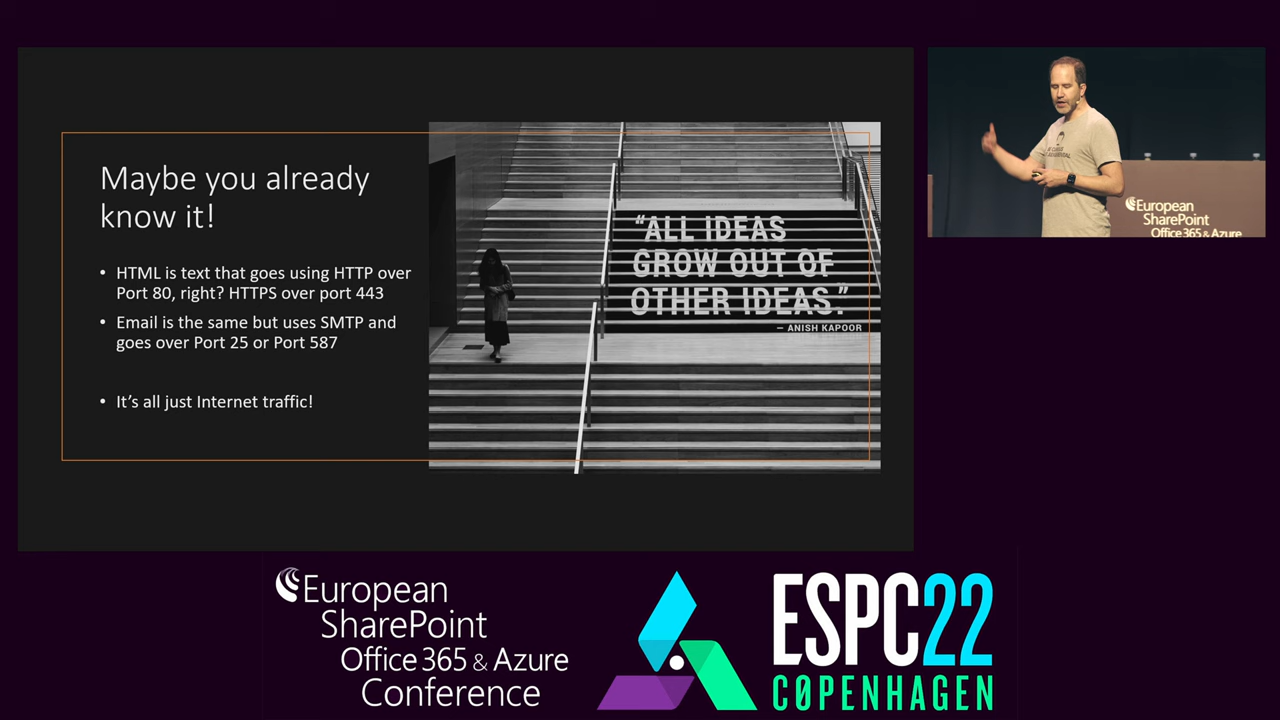 Maybe you already
know it!
• HTML is text that goes using HTTP over
Port 80, right? HTTPS over port 443
• Email is the same but uses SMTP and
goes over Port 25 or Port 587
• It’s all just Internet traffic!
“ALL IDEAS
GROW OUT OF
OTHER IDEAS.”
– ANISH KAPOOR
European
SharePoint
Office 365 & Azure
European
SharePoint
Office 365 & Azure
Conference
ESPC22
CØPENHAGEN